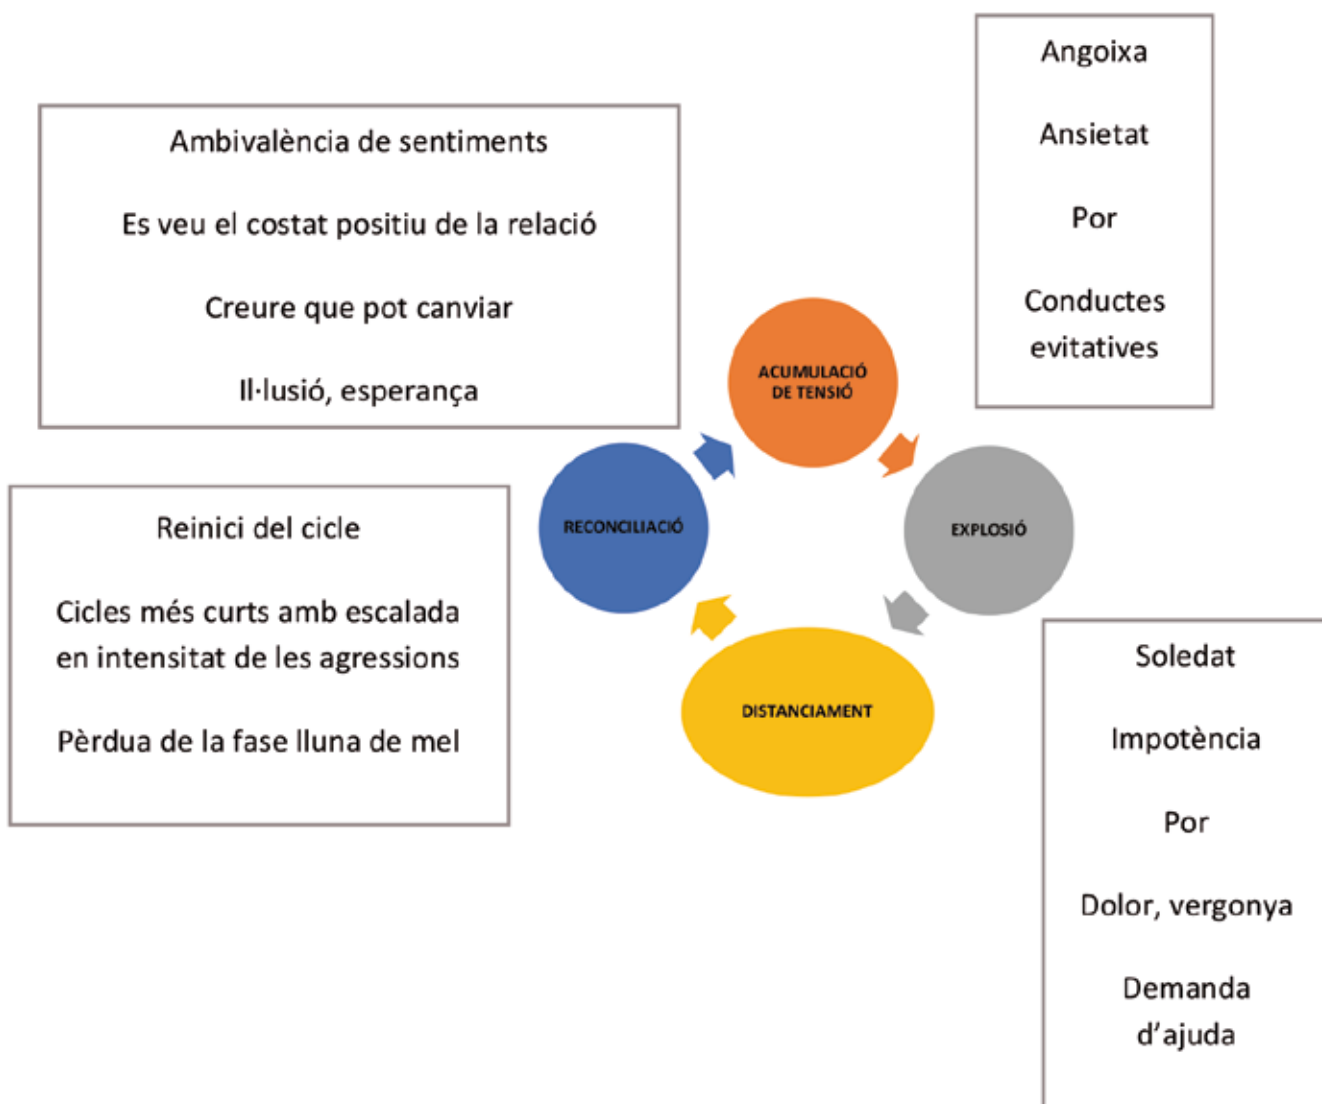 Angoixa
Ansietat
Por
Conductes
evitatives
Ambivalència de sentiments
Es veu el costat positiu de la relació
Creure que pot canviar
Il·lusió, esperança
ACUMULACIÓ
DE TENSIÓ
RECONCILIACIÓ
EXPLOSIÓ
DISTANCIAMENT
Reinici del cicle
Cicles més curts amb escalada
en intensitat de les agressions
Pèrdua de la fase lluna de mel
Soledat
Impotència
Por
Dolor, vergonya
Demanda
d’ajuda